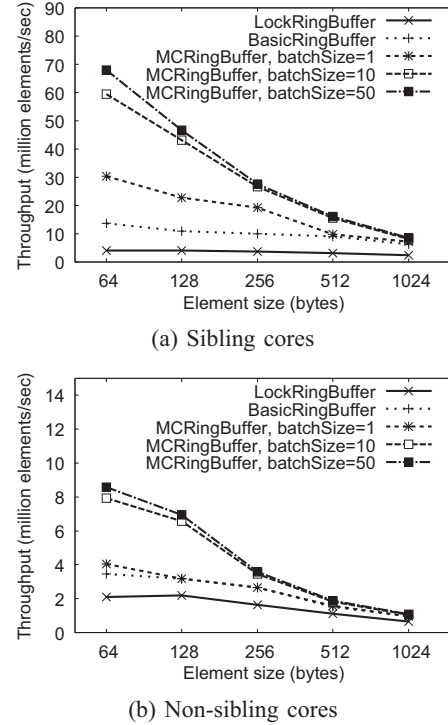 LockRingBuffer
BasicRingBuffer
MCRingBuffer, batchSize=1
MCRingBuffer, batchSize=10
MCRingBuffer, batchSize=50
Throughput (million elements/sec)
90
80
70
60
50
40
30
20
10
0
64 128 256 512 1024
Element size (bytes)
(a) Sibling cores
LockRingBuffer
BasicRingBuffer
MCRingBuffer, batchSize=1
MCRingBuffer, batchSize=10
MCRingBuffer, batchSize=50
Throughput (million elements/sec)
14
12
10
8
6
4
2
0
64 128 256 512 1024
Element size (bytes)
(b) Non-sibling cores